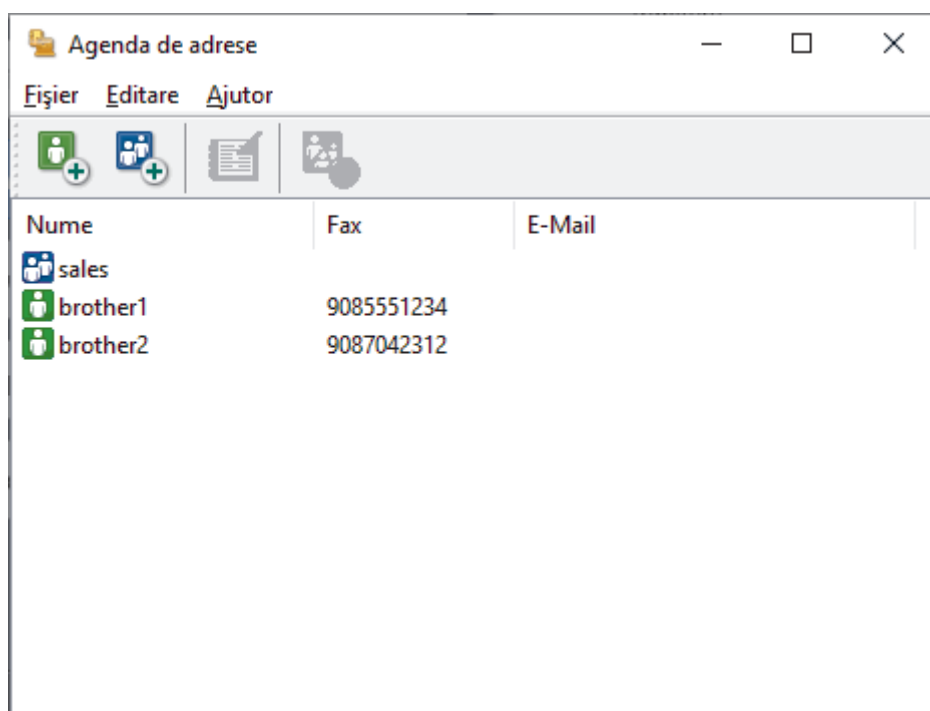 Agenda de adrese
Fişier Editare Ajutor
Nume Fax E-Mail
sales
brother1 9085551234
brother2 9087042312